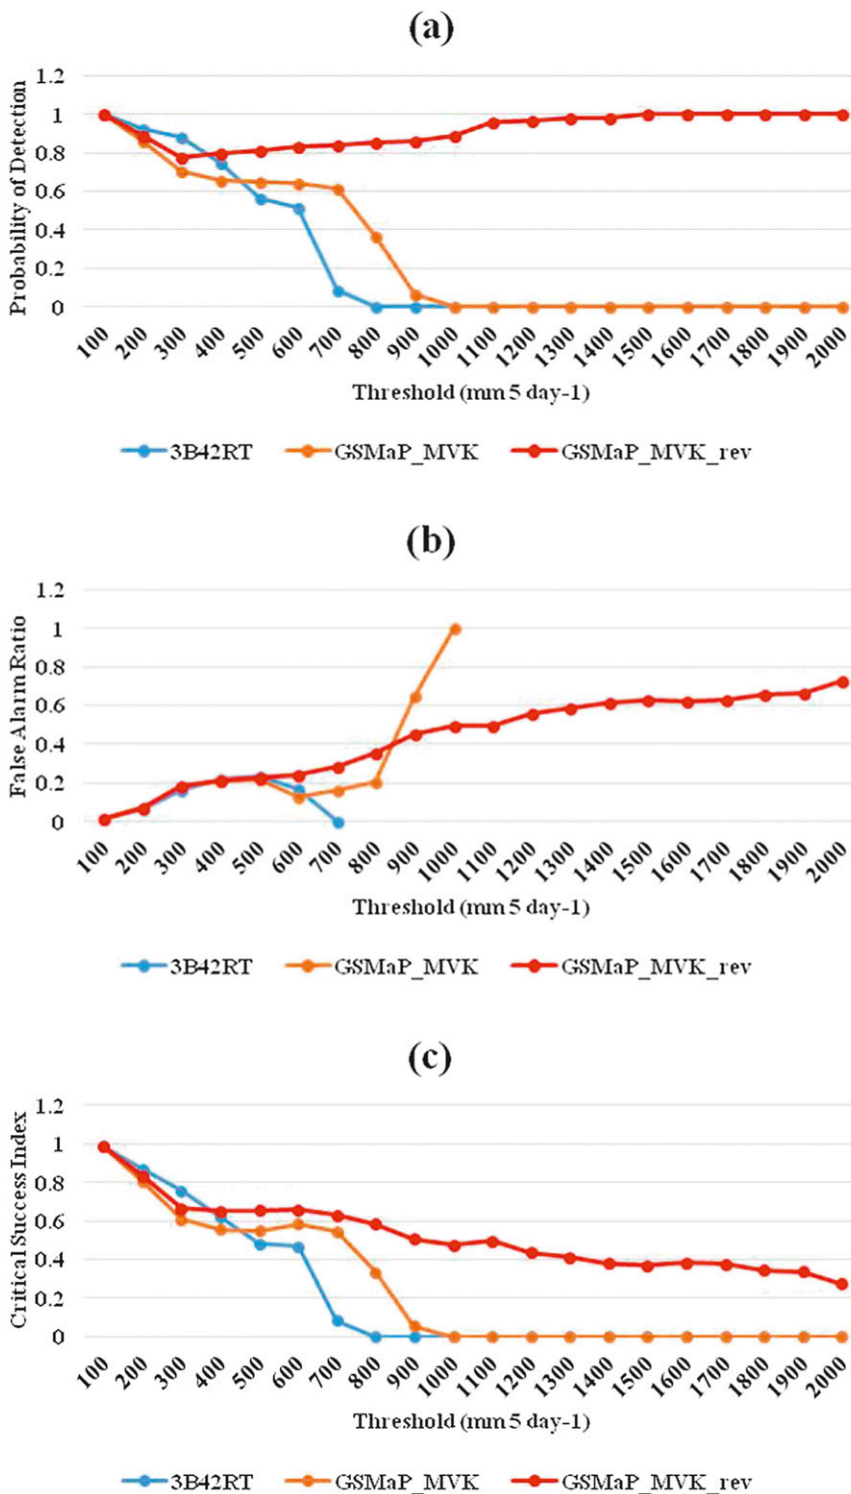 (a)
Probability of Detection
1.2
1
0.8
0.6
0.4
0.2
0
100 200 300 400 500 600 700 800 900 1000 1100 1200 1300 1400 1500 1600 1700 1800 1900 2000
Threshold (mm 5 day-1)
3B42RT GSMaP_MVK GSMaP_MVK_rev
(b)
False Alarm Ratio
1.2
1
0.8
0.6
0.4
0.2
0
100 200 300 400 500 600 700 800 900 1000 1100 1200 1300 1400 1500 1600 1700 1800 1900 2000
Threshold (mm 5 day-1)
3B42RT GSMaP_MVK GSMaP_MVK_rev
(c)
Critical Success Index
1.2
1
0.8
0.6
0.4
0.2
0
100 200 300 400 500 600 700 800 900 1000 1100 1200 1300 1400 1500 1600 1700 1800 1900 2000
Threshold (mm 5 day-1)
3B42RT GSMaP_MVK GSMaP_MVK_rev